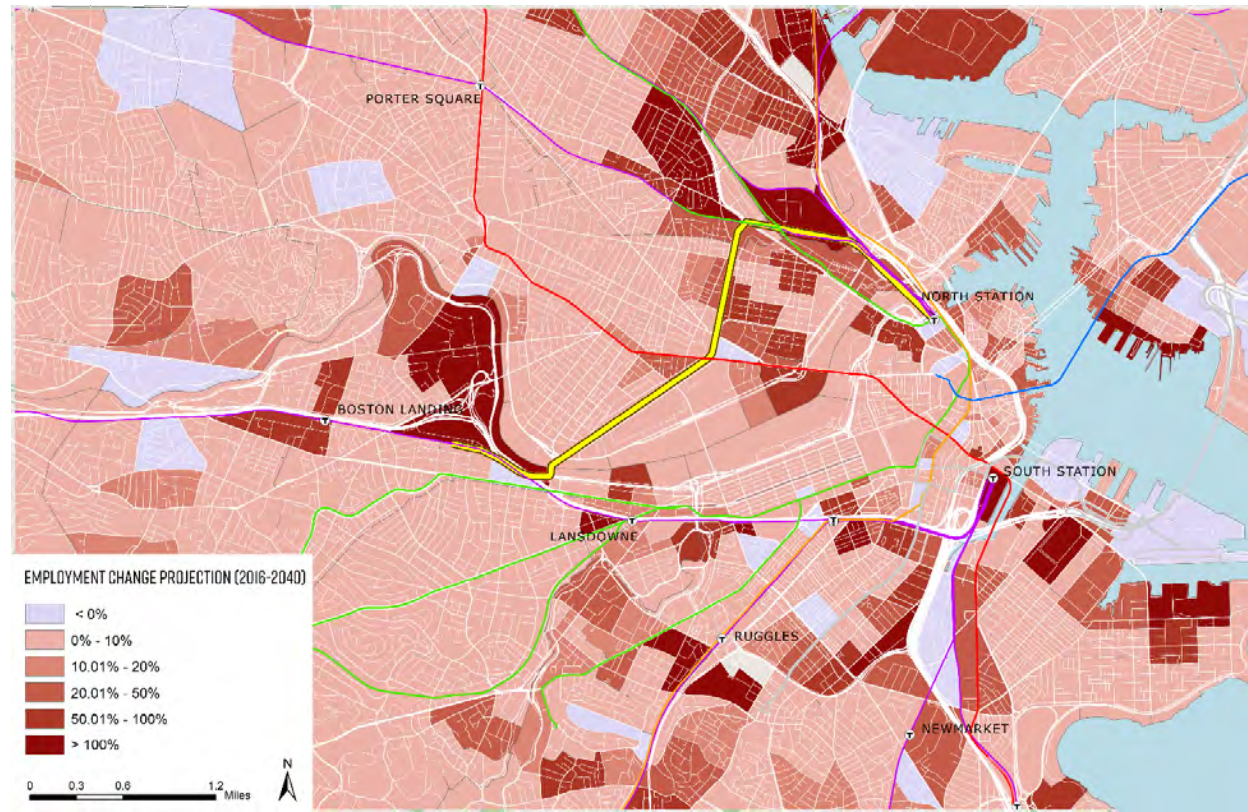 PORTER SQUARE
NORTH STATION
BOSTON LANDING
SOUTH STATION
LANSDOWNE
RUGGLES
NEWMARKET
EMPLOYMENT CHANGE PROJECTION (2016-2040)
< 0%
0% - 10%
10.01% - 20%
20.01% - 50%
50.01% - 100%
> 100%
N
0 0.3 0.6 1.2
Miles
T
T
T
T
T
T
T
T
T